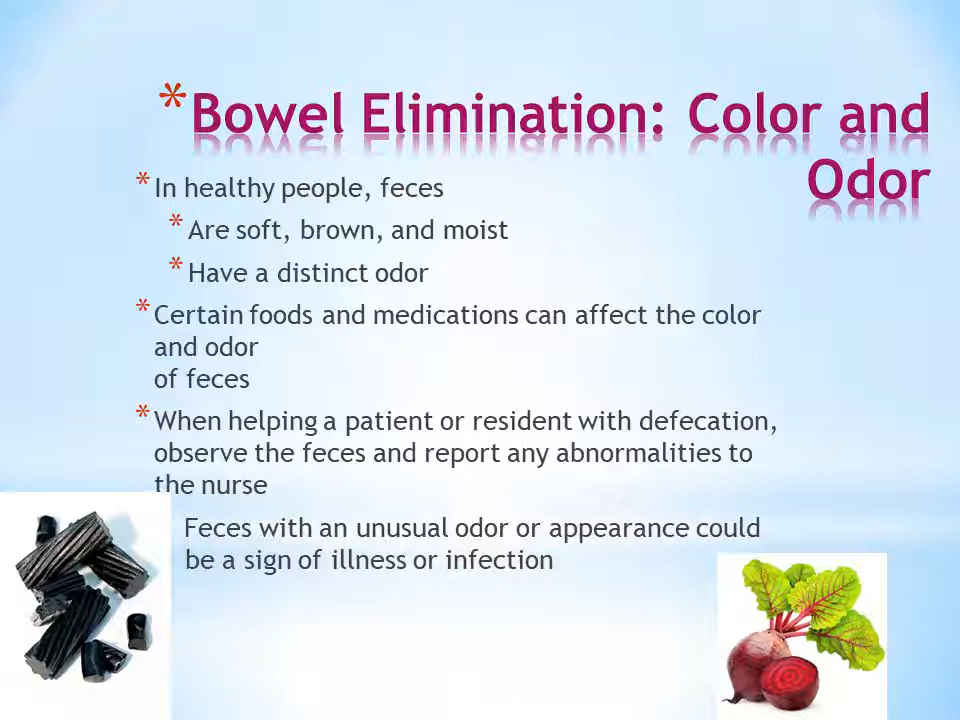 *Bowel Elimination: Color and
Odor
* In healthy people, feces
* Are soft, brown, and moist
* Have a distinct odor
* Certain foods and medications can affect the color
and odor
of feces
* When helping a patient or resident with defecation,
observe the feces and report any abnormalities to
the nurse
Feces with an unusual odor or appearance could
be a sign of illness or infection